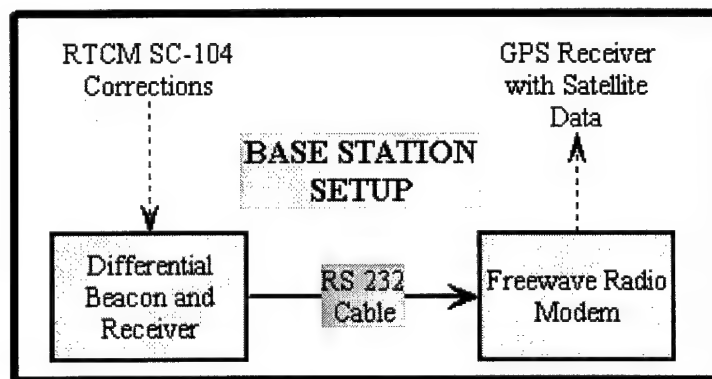 RTCM SC-104
Corrections
GPS Receiver
with Satellite
Data
BASE STATION
SETUP
Differential
Beacon and
Receiver
RS 232
Cable
Freewave Radio
Modem